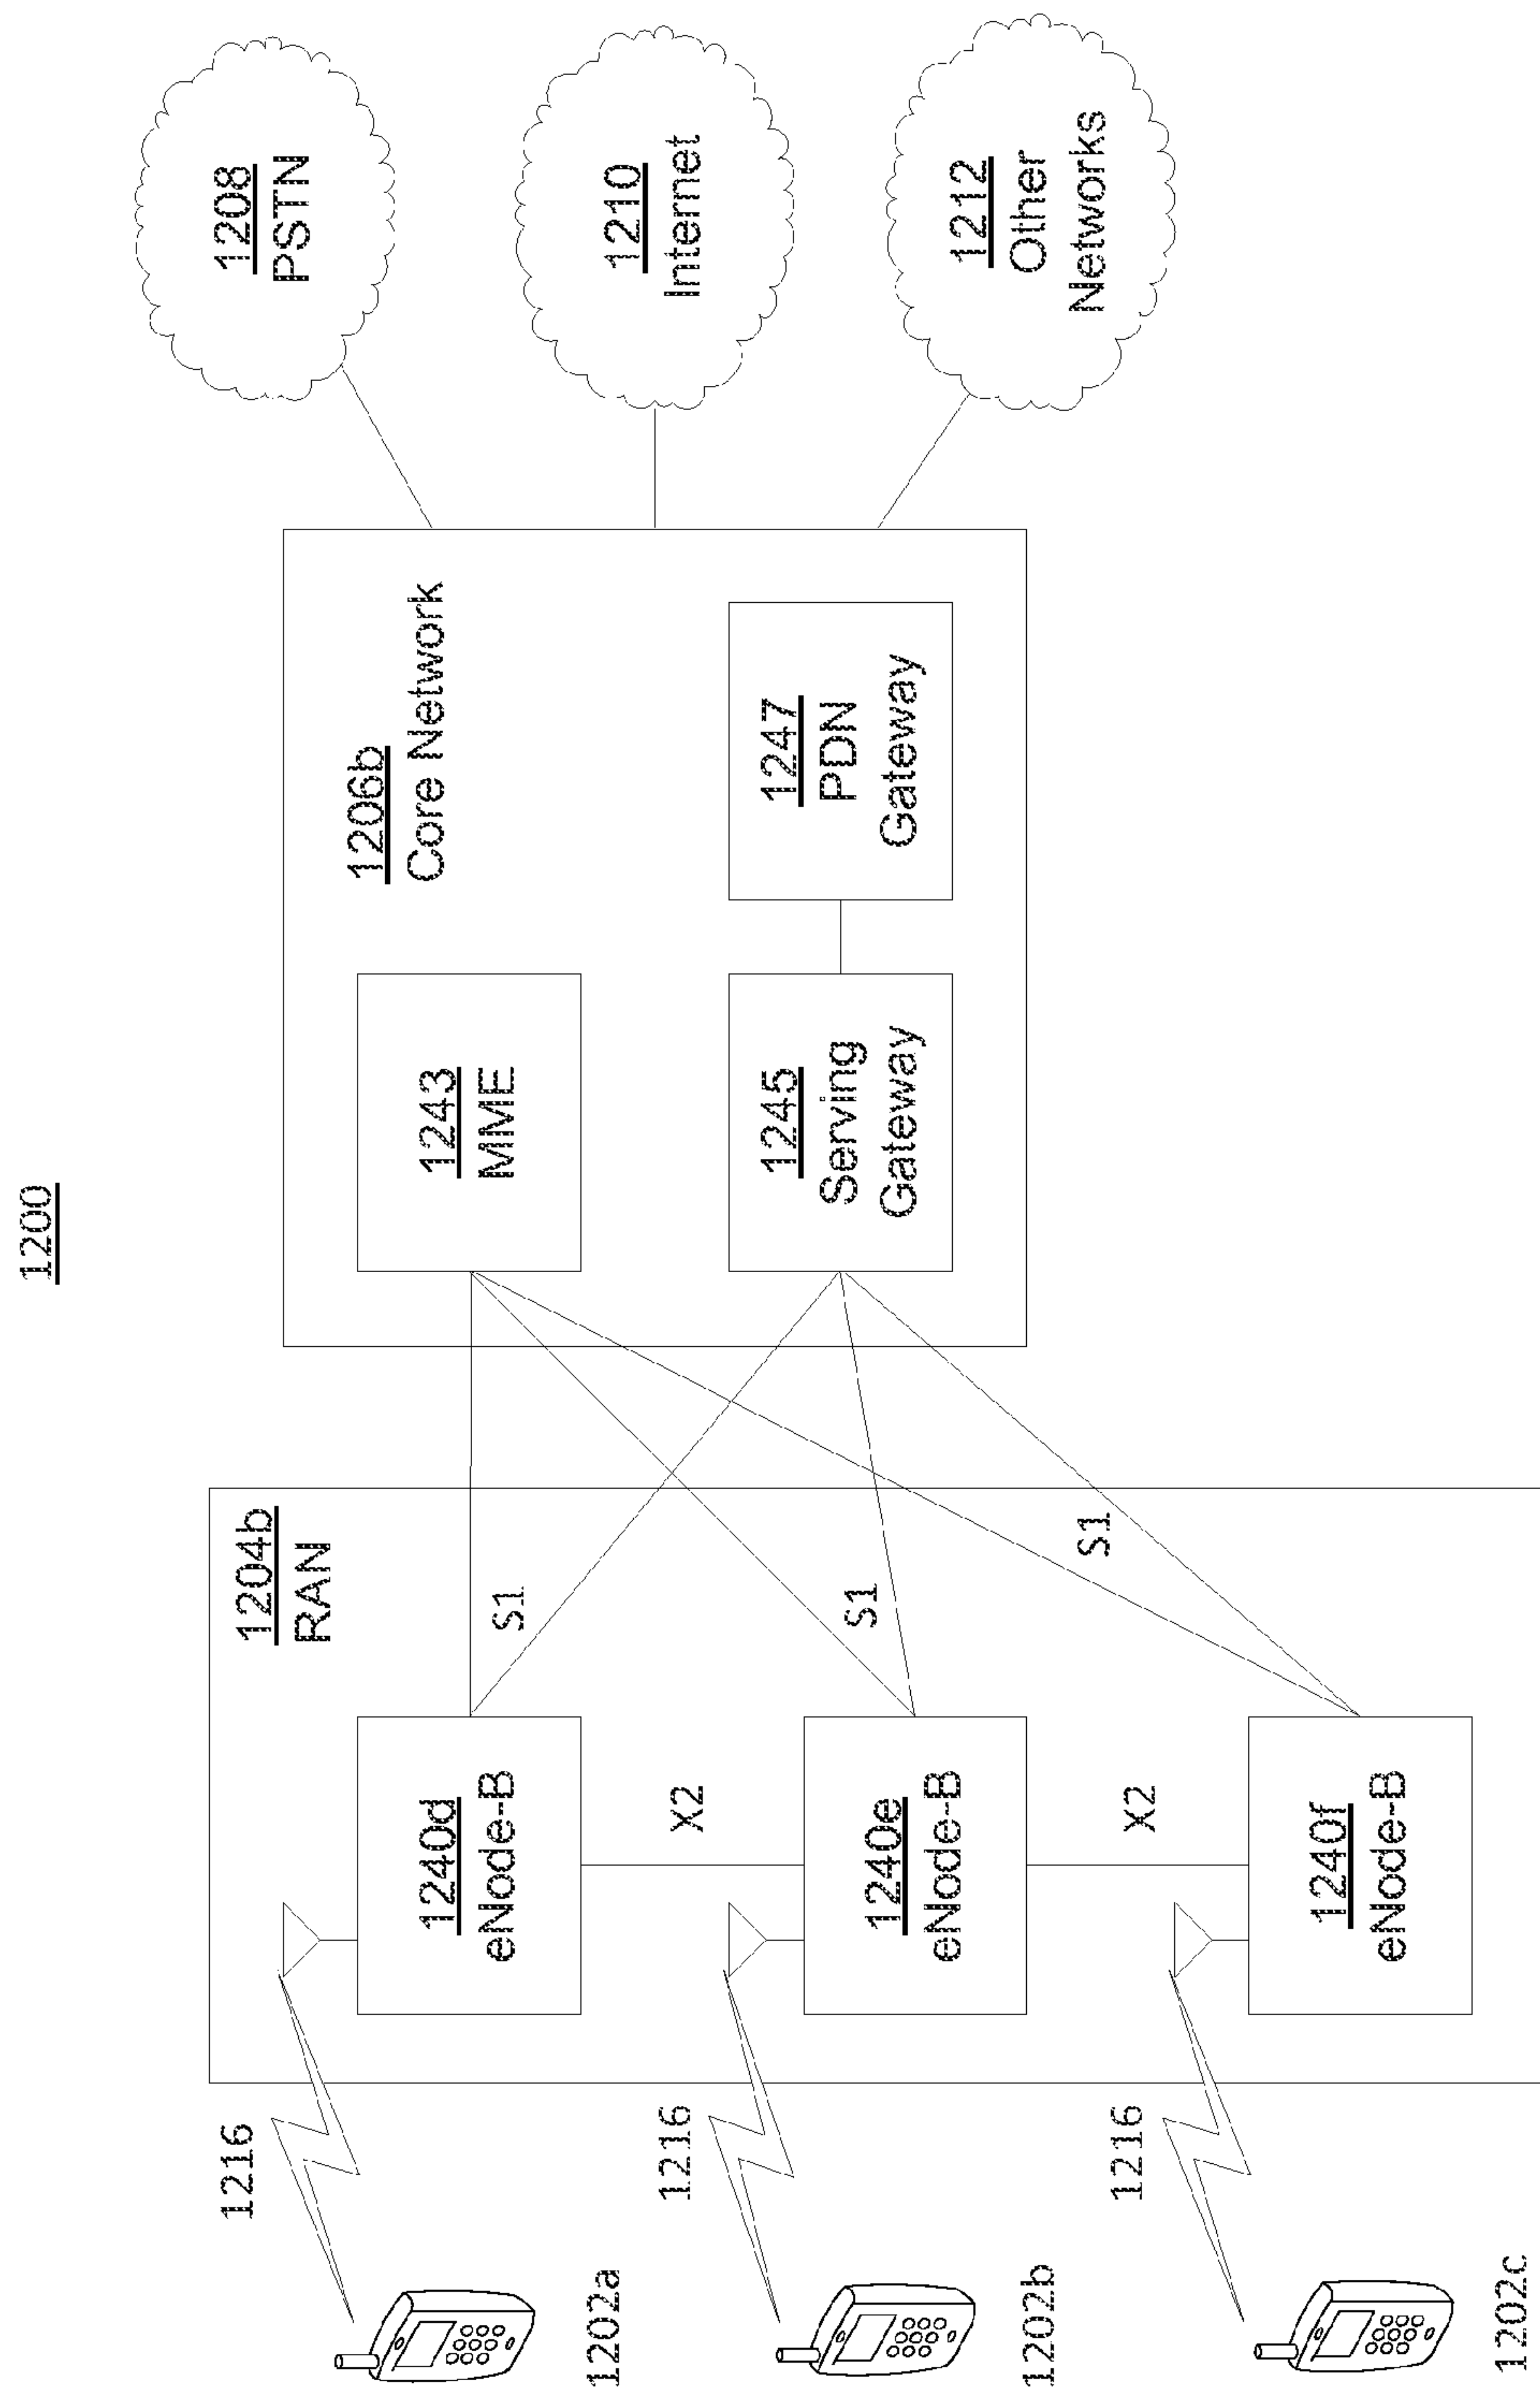 1200
1202a
1202b
1202c
1216
1216
1216
1204b
RAN
1240d
eNode-B
X2
1240e
eNode-B
X2
1240f
eNode-B
S1
S1
S1
1206b
Core Network
1243
MME
1245
Serving
Gateway
1247
PDN
Gateway
1208
PSTN
1210
Internet
1212
Other
Networks